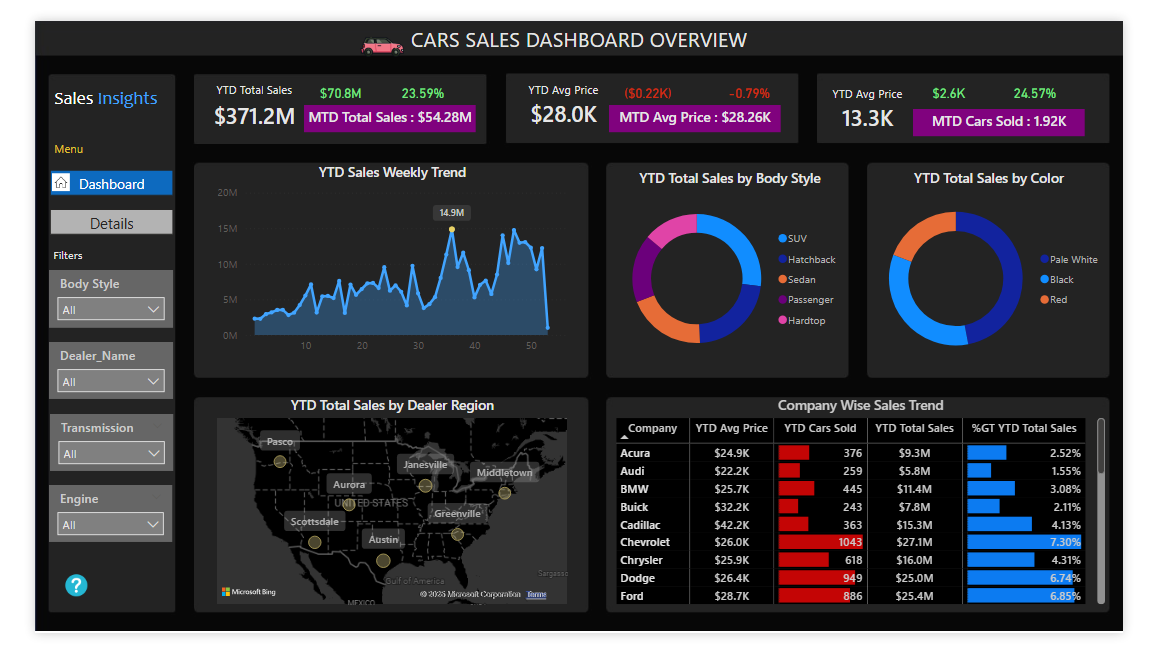 CARS SALES DASHBOARD OVERVIEW
Sales Insights
Menu
Dashboard
Details
Filters
Body Style
All
Dealer_Name
All
Transmission
All
Engine
All
?
YTD Total Sales
$371.2M
$70.8M
23.59%
MTD Total Sales : $54.28M
YTD Avg Price
$28.0K
($0.22K)
-0.79%
MTD Avg Price : $28.26K
YTD Avg Price
13.3K
$2.6K
24.57%
MTD Cars Sold : 1.92K
YTD Sales Weekly Trend
20M
15M
10M
5M
0M
14.9M
10 20 30 40 50
YTD Total Sales by Body Style
SUV
Hatchback
Sedan
Passenger
Hardtop
YTD Total Sales by Color
Pale White
Black
Red
YTD Total Sales by Dealer Region
Pasco
Janesville
Middletown
Aurora
UNITED STATES
Scottsdale
Greenville
Austin
Gulf of America
Sargasso
MEXICO
Microsoft Bing
© 2025 Microsoft Corporation Terms
Company Wise Sales Trend
Company YTD Avg Price YTD Cars Sold YTD Total Sales %GT YTD Total Sales
Acura $24.9K 376 $9.3M 2.52%
Audi $22.2K 259 $5.8M 1.55%
BMW $25.7K 445 $11.4M 3.08%
Buick $32.2K 243 $7.8M 2.11%
Cadillac $42.2K 363 $15.3M 4.13%
Chevrolet $26.0K 1043 $27.1M 7.30%
Chrysler $25.9K 618 $16.0M 4.31%
Dodge $26.4K 949 $25.0M 6.74%
Ford $28.7K 886 $25.4M 6.85%